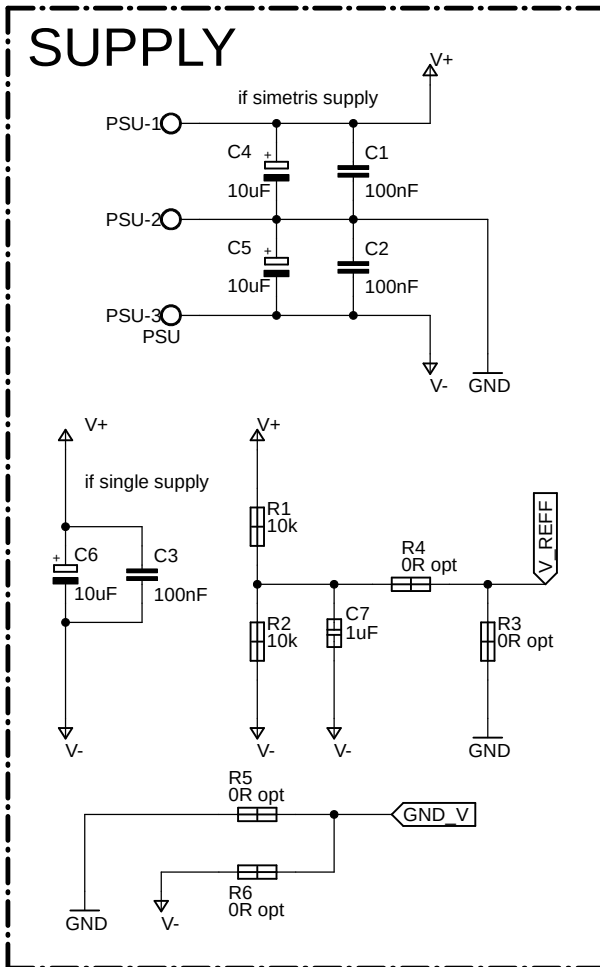 SUPPLY
V+
if simetris supply
PSU-1
C4
+
10uF
C1
100nF
PSU-2
C5
+
10uF
C2
100nF
PSU-3
PSU
V-
GND
V+
if single supply
+
C6
10uF
C3
100nF
V-
V+
R1
10k
R2
10k
V-
C7
1uF
V-
R4
0R opt
V_REFF
R3
0R opt
GND
R5
0R opt
GND_V
R6
0R opt
GND
V-